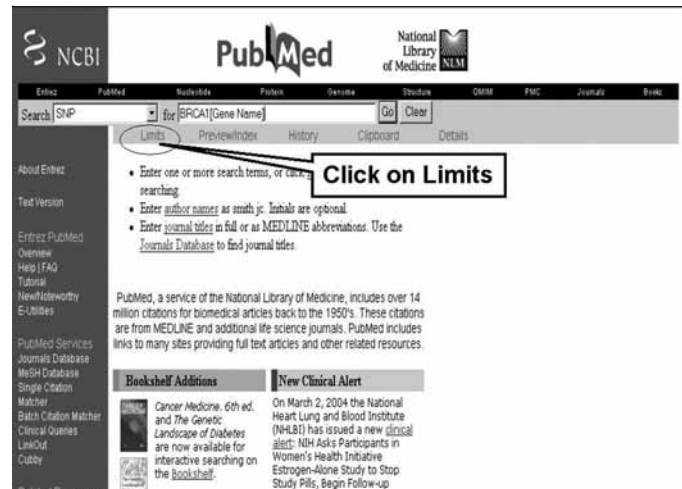 NCBI
PubMed
National
Library
of Medicine NLM
Entrez PubMed Nucleotide Protein Genome Structure OMIM PMC Journals Books
Search SNP for BRCA1[Gene Name] Go Clear
Limits Preview/Index History Clipboard Details
Click on Limits
About Entrez
Text Version
Entrez PubMed
Overview
Help | FAQ
Tutorial
New/Noteworthy
E-Utilities
PubMed Services
Journals Database
MeSH Database
Single Citation
Matcher
Batch Citation Matcher
Clinical Queries
LinkOut
Cubby
• Enter one or more search terms, or click
searching.
• Enter author names as smith jc. Initials are optional.
• Enter journal titles in full or as MEDLINE abbreviations. Use the
Journals Database to find journal titles.
PubMed, a service of the National Library of Medicine, includes over 14
million citations for biomedical articles back to the 1950's. These citations
are from MEDLINE and additional life science journals. PubMed includes
links to many sites providing full text articles and other related resources.
Bookshelf Additions
Cancer Medicine. 6th ed.
and The Genetic
Landscape of Diabetes
are now available for
interactive searching on
the Bookshelf.
New Clinical Alert
On March 2, 2004 the National
Heart Lung and Blood Institute
(NHLBI) has issued a new clinical
alert: NIH Asks Participants in
Women's Health Initiative
Estrogen-Alone Study to Stop
Study Pills, Begin Follow-up